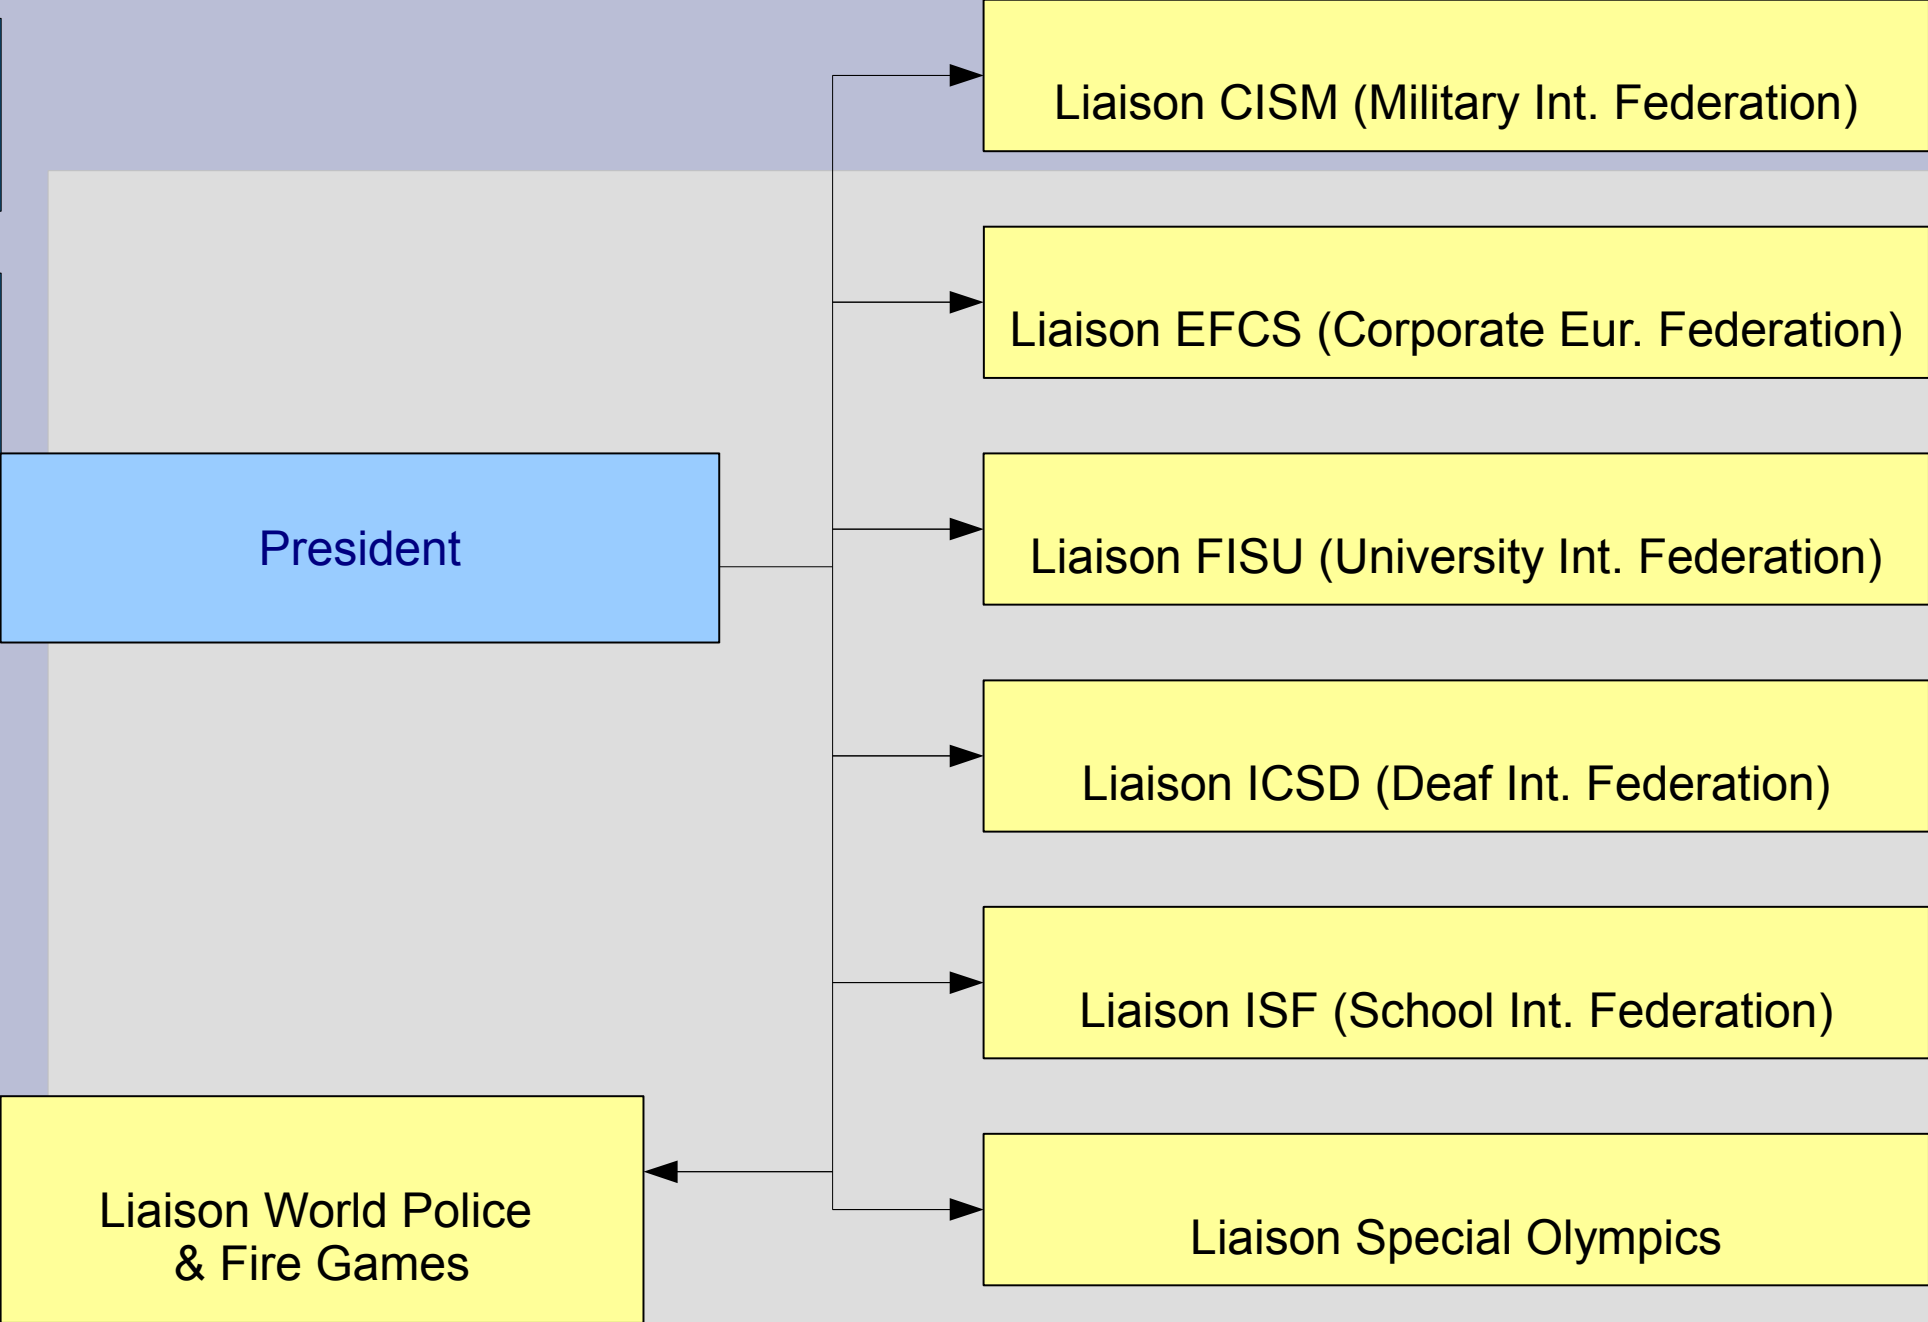 Liaison CISM (Military Int. Federation)
Liaison EFCS (Corporate Eur. Federation)
President
Liaison FISU (University Int. Federation)
Liaison ICSD (Deaf Int. Federation)
Liaison ISF (School Int. Federation)
Liaison World Police
& Fire Games
Liaison Special Olympics